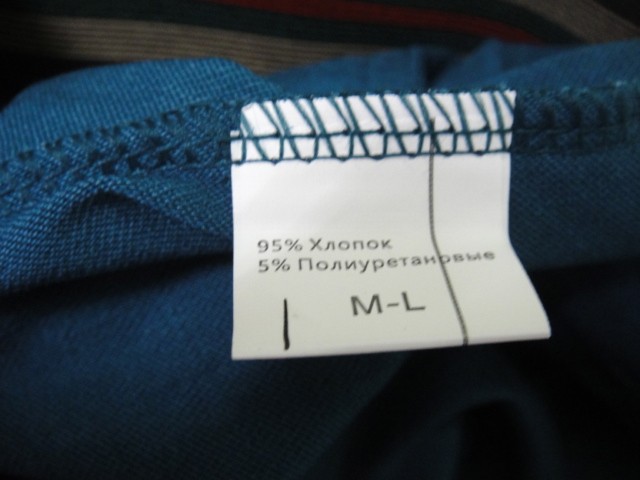 95% Хлопок
5% Полиуретановые
M-L